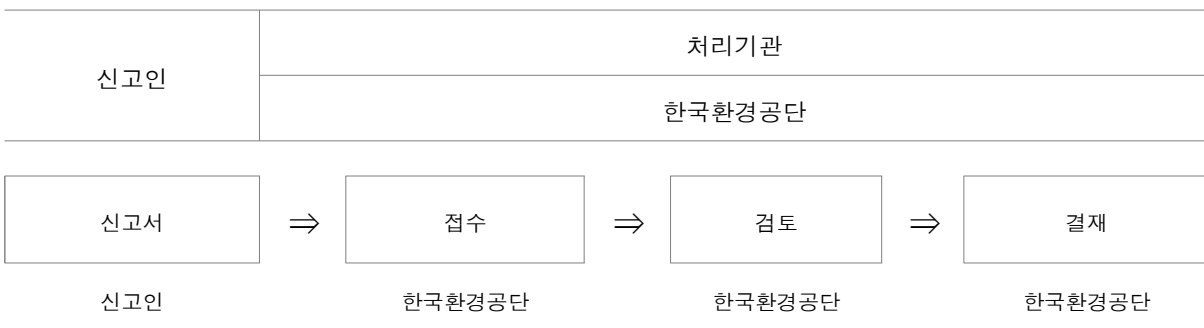 신고인
처리기관
한국환경공단
신고서 ⇒ 접수 ⇒ 검토 ⇒ 결재
신고인 한국환경공단 한국환경공단 한국환경공단